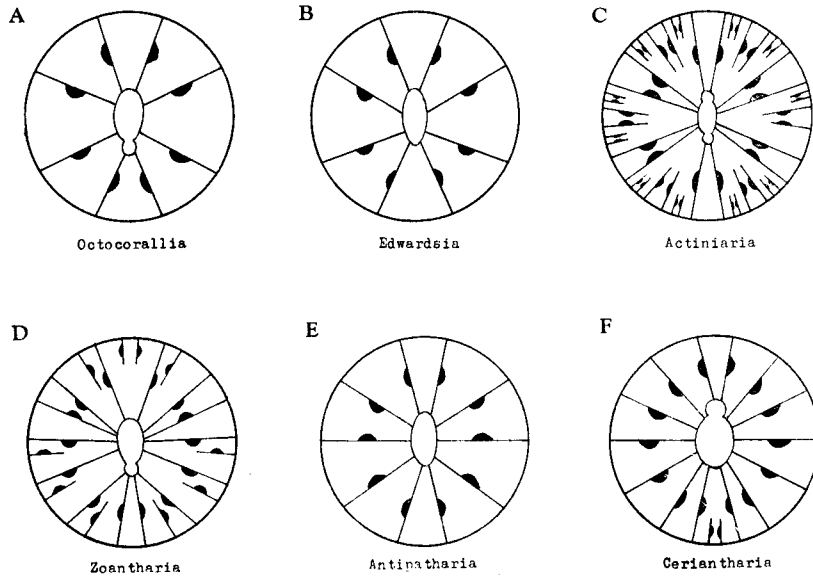 A
B
C
Octocorallia
Edwardsia
Actiniaria
D
E
F
Zoantharia
Antipatharia
Ceriantharia